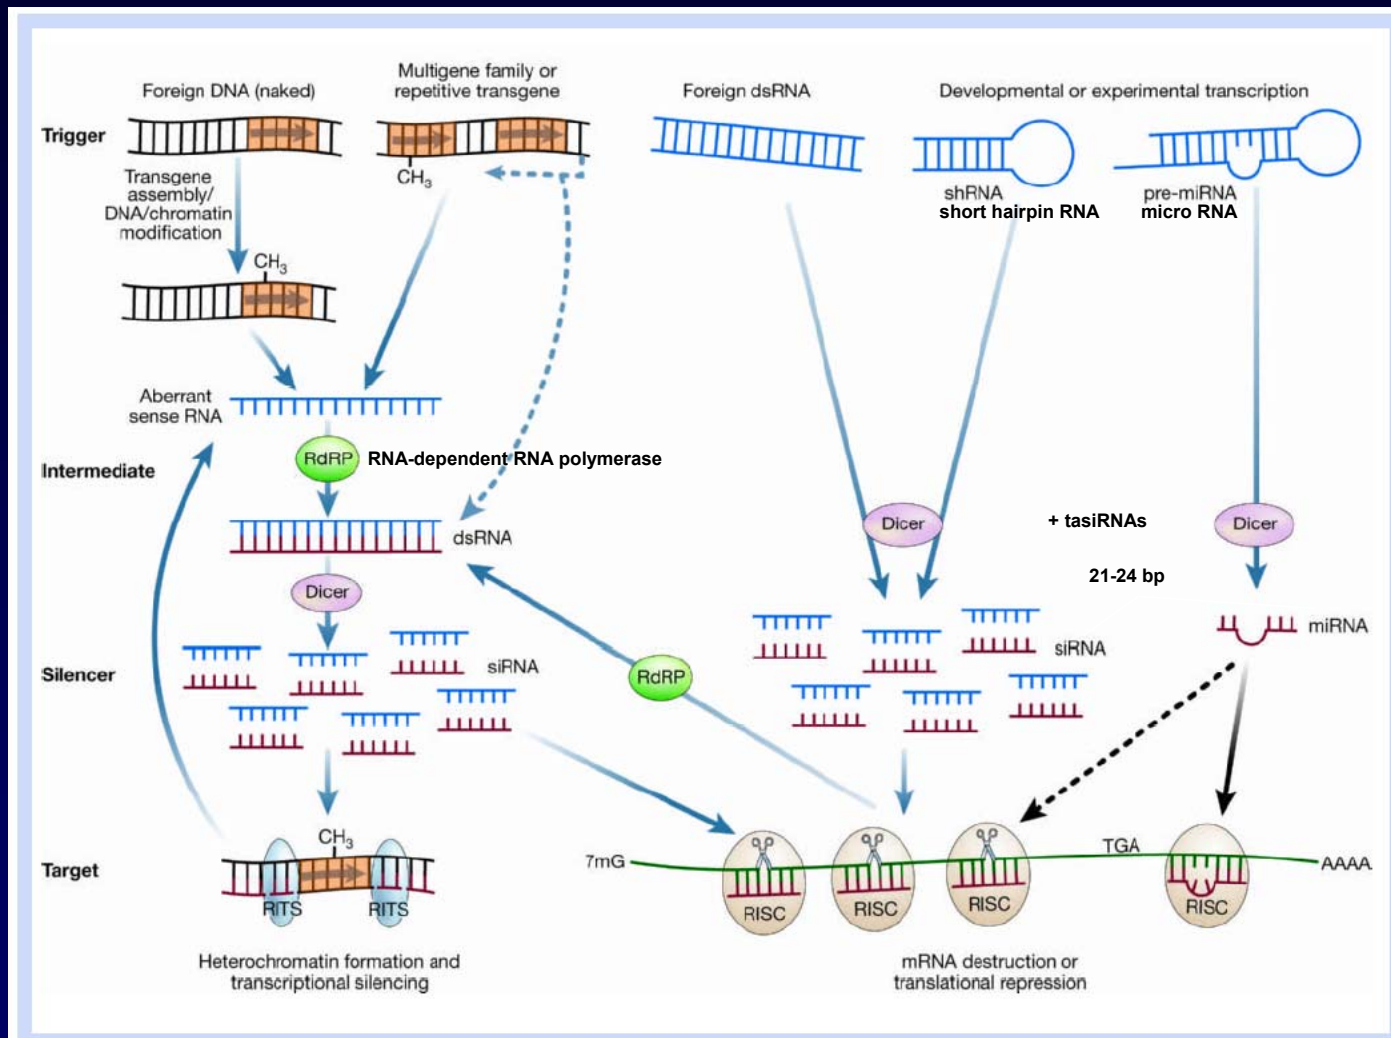 Foreign DNA (naked)
Multigene family or
repetitive transgene
Foreign dsRNA
Developmental or experimental transcription
Trigger
CH3
Transgene
assembly/
DNA/chromatin
modification
shRNA
short hairpin RNA
pre-miRNA
micro RNA
CH3
Aberrant
sense RNA
Intermediate
RdRP
RNA-dependent RNA polymerase
dsRNA
Dicer
+ tasiRNAs
Dicer
21-24 bp
Dicer
siRNA
siRNA
miRNA
Silencer
RdRP
Target
CH3
RITS
RITS
7mG
TGA
AAAA
RISC
RISC
RISC
RISC
Heterochromatin formation and
transcriptional silencing
mRNA destruction or
translational repression